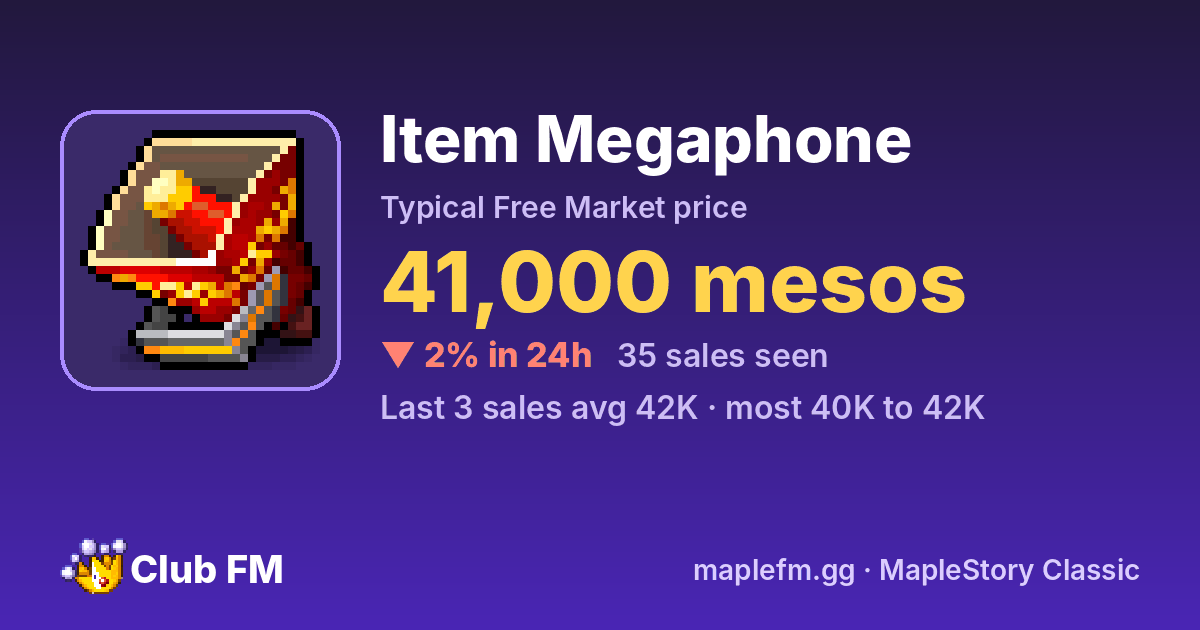 Item Megaphone
Typical Free Market price
41,000 mesos
▼ 2% in 24h 35 sales seen
Last 3 sales avg 42K · most 40K to 42K
Club FM
maplefm.gg · MapleStory Classic